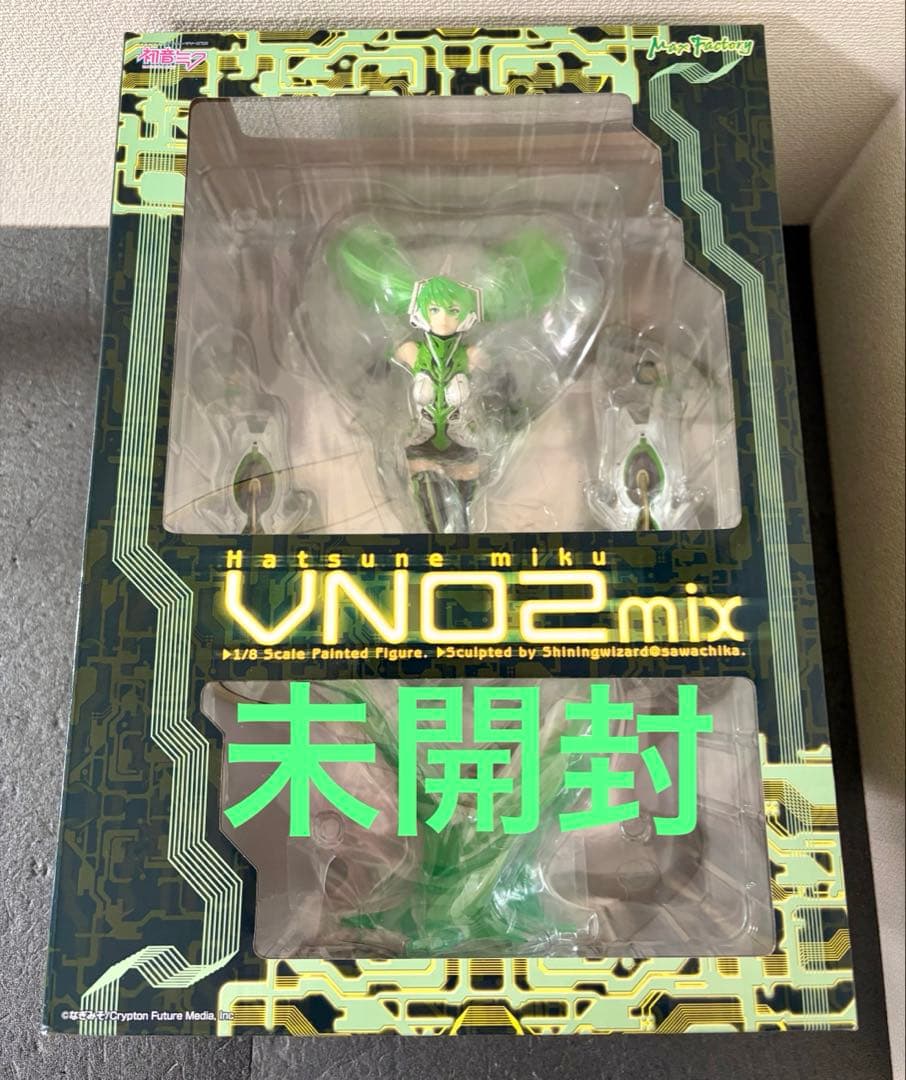 初音ミク
Max Factory
Hatsune miku
VN02mix
▶1/8 Scale Painted Figure. ▶Sculpted by Shiningwizard@sawachika.
未開封
©なぎみそ/Crypton Future Media, Inc